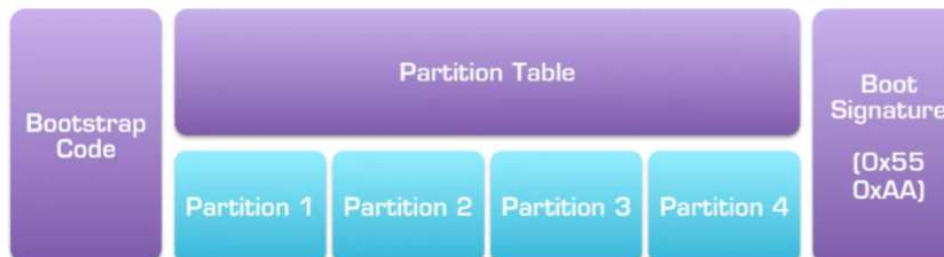 Bootstrap
Code
Partition Table
Partition 1
Partition 2
Partition 3
Partition 4
Boot
Signature
(0x55
0xAA)